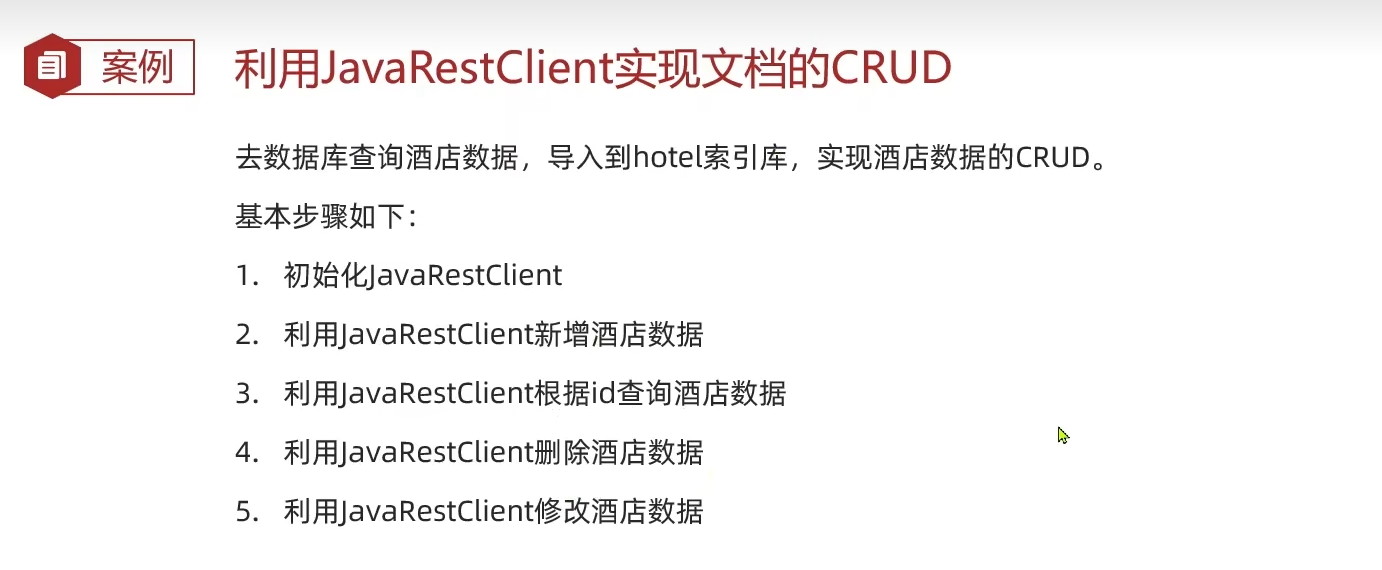 案例
利用JavaRestClient实现文档的CRUD
去数据库查询酒店数据，导入到hotel索引库，实现酒店数据的CRUD。
基本步骤如下：
1. 初始化JavaRestClient
2. 利用JavaRestClient新增酒店数据
3. 利用JavaRestClient根据id查询酒店数据
4. 利用JavaRestClient删除酒店数据
5. 利用JavaRestClient修改酒店数据